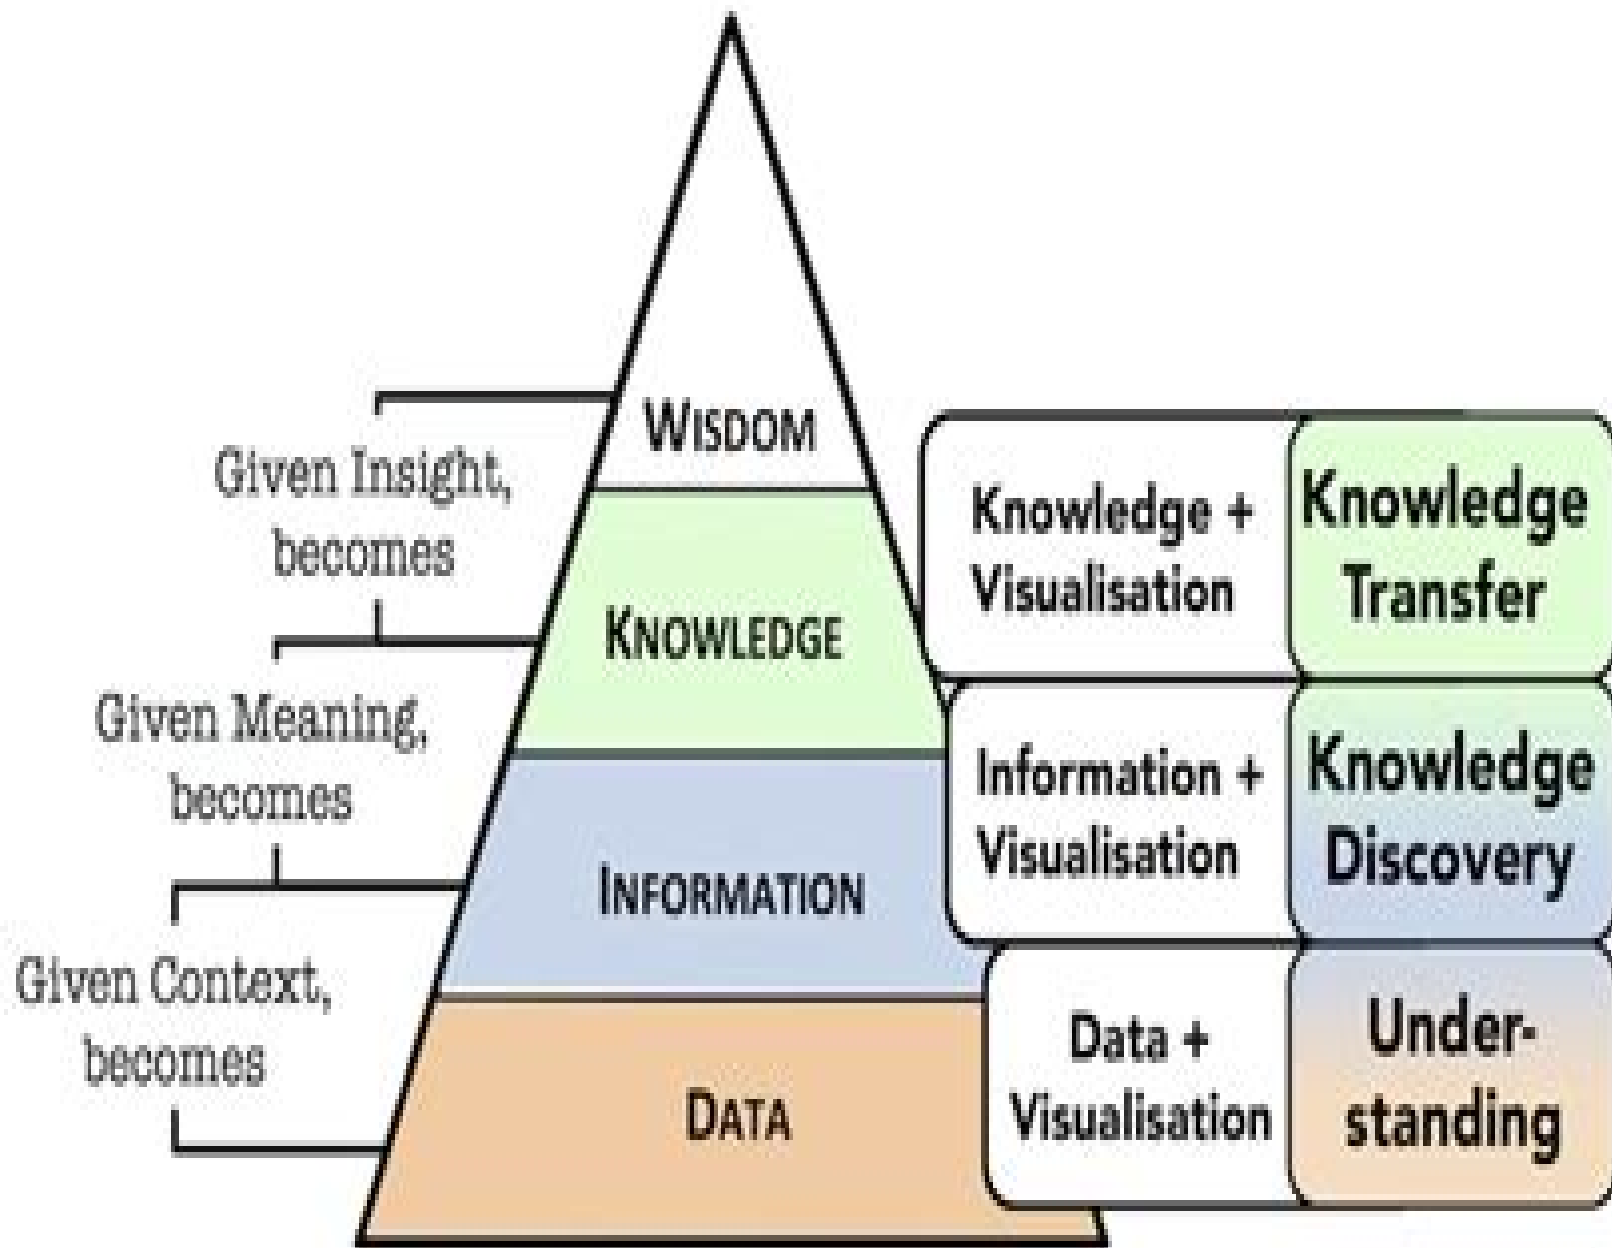 WISDOM
Given Insight,
becomes
Knowledge +
Visualisation
Knowledge
Transfer
KNOWLEDGE
Given Meaning,
becomes
Information +
Visualisation
Knowledge
Discovery
INFORMATION
Given Context,
becomes
Data +
Visualisation
Under-
standing
DATA